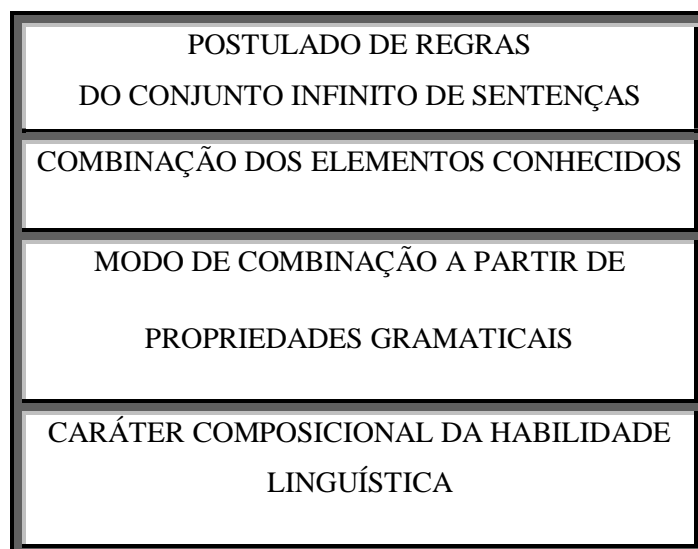 POSTULADO DE REGRAS
DO CONJUNTO INFINITO DE SENTENÇAS
COMBINAÇÃO DOS ELEMENTOS CONHECIDOS
MODO DE COMBINAÇÃO A PARTIR DE
PROPRIEDADES GRAMATICAIS
CARÁTER COMPOSICIONAL DA HABILIDADE
LINGUÍSTICA